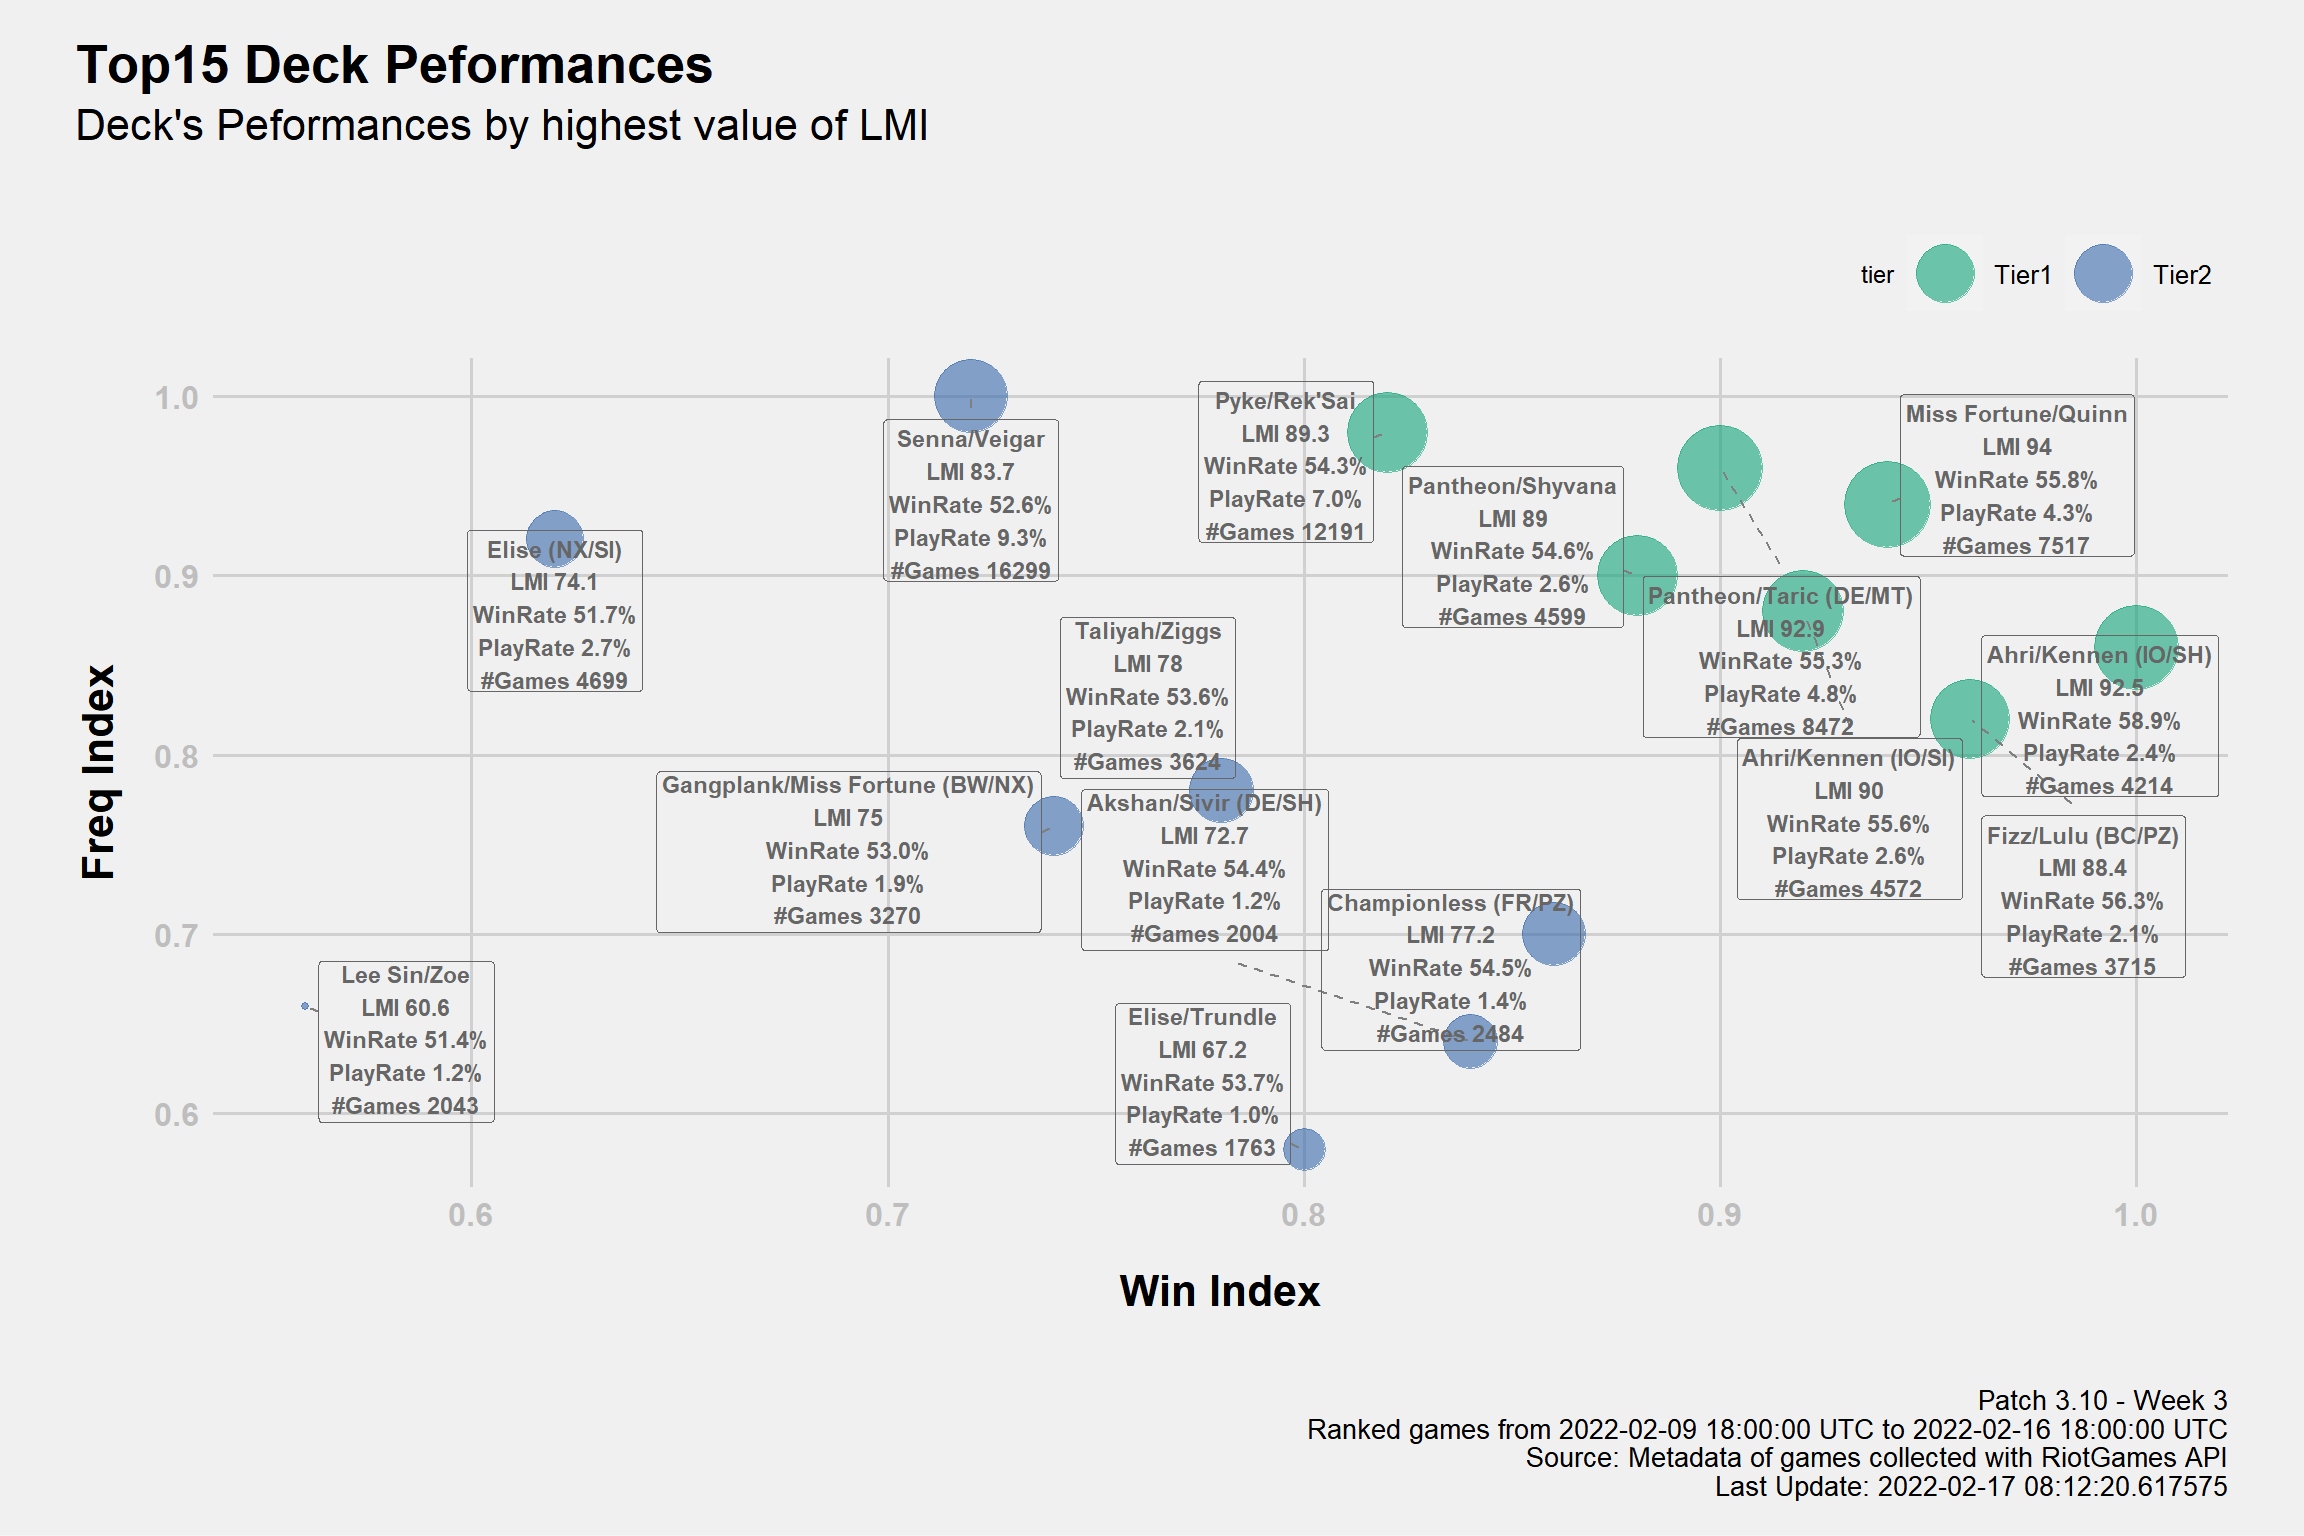 Top15 Deck Peformances
Deck's Peformances by highest value of LMI
tier
Tier1
Tier2
Freq Index
1.0
0.9
0.8
0.7
0.6
Senna/Veigar
LMI 83.7
WinRate 52.6%
PlayRate 9.3%
#Games 16299
Pyke/Rek'Sai
LMI 89.3
WinRate 54.3%
PlayRate 7.0%
#Games 12191
Miss Fortune/Quinn
LMI 94
WinRate 55.8%
PlayRate 4.3%
#Games 7517
Pantheon/Shyvana
LMI 89
WinRate 54.6%
PlayRate 2.6%
#Games 4599
Elise (NX/SI)
LMI 74.1
WinRate 51.7%
PlayRate 2.7%
#Games 4699
Pantheon/Taric (DE/MT)
LMI 92.9
WinRate 55.3%
PlayRate 4.8%
#Games 8472
Taliyah/Ziggs
LMI 78
WinRate 53.6%
PlayRate 2.1%
#Games 3624
Ahri/Kennen (IO/SH)
LMI 92.5
WinRate 58.9%
PlayRate 2.4%
#Games 4214
Ahri/Kennen (IO/SI)
LMI 90
WinRate 55.6%
PlayRate 2.6%
#Games 4572
Gangplank/Miss Fortune (BW/NX)
LMI 75
WinRate 53.0%
PlayRate 1.9%
#Games 3270
Akshan/Sivir (DE/SH)
LMI 72.7
WinRate 54.4%
PlayRate 1.2%
#Games 2004
Fizz/Lulu (BC/PZ)
LMI 88.4
WinRate 56.3%
PlayRate 2.1%
#Games 3715
Championless (FR/PZ)
LMI 77.2
WinRate 54.5%
PlayRate 1.4%
#Games 2484
Lee Sin/Zoe
LMI 60.6
WinRate 51.4%
PlayRate 1.2%
#Games 2043
Elise/Trundle
LMI 67.2
WinRate 53.7%
PlayRate 1.0%
#Games 1763
0.6
0.7
0.8
0.9
1.0
Win Index
Patch 3.10 - Week 3
Ranked games from 2022-02-09 18:00:00 UTC to 2022-02-16 18:00:00 UTC
Source: Metadata of games collected with RiotGames API
Last Update: 2022-02-17 08:12:20.617575